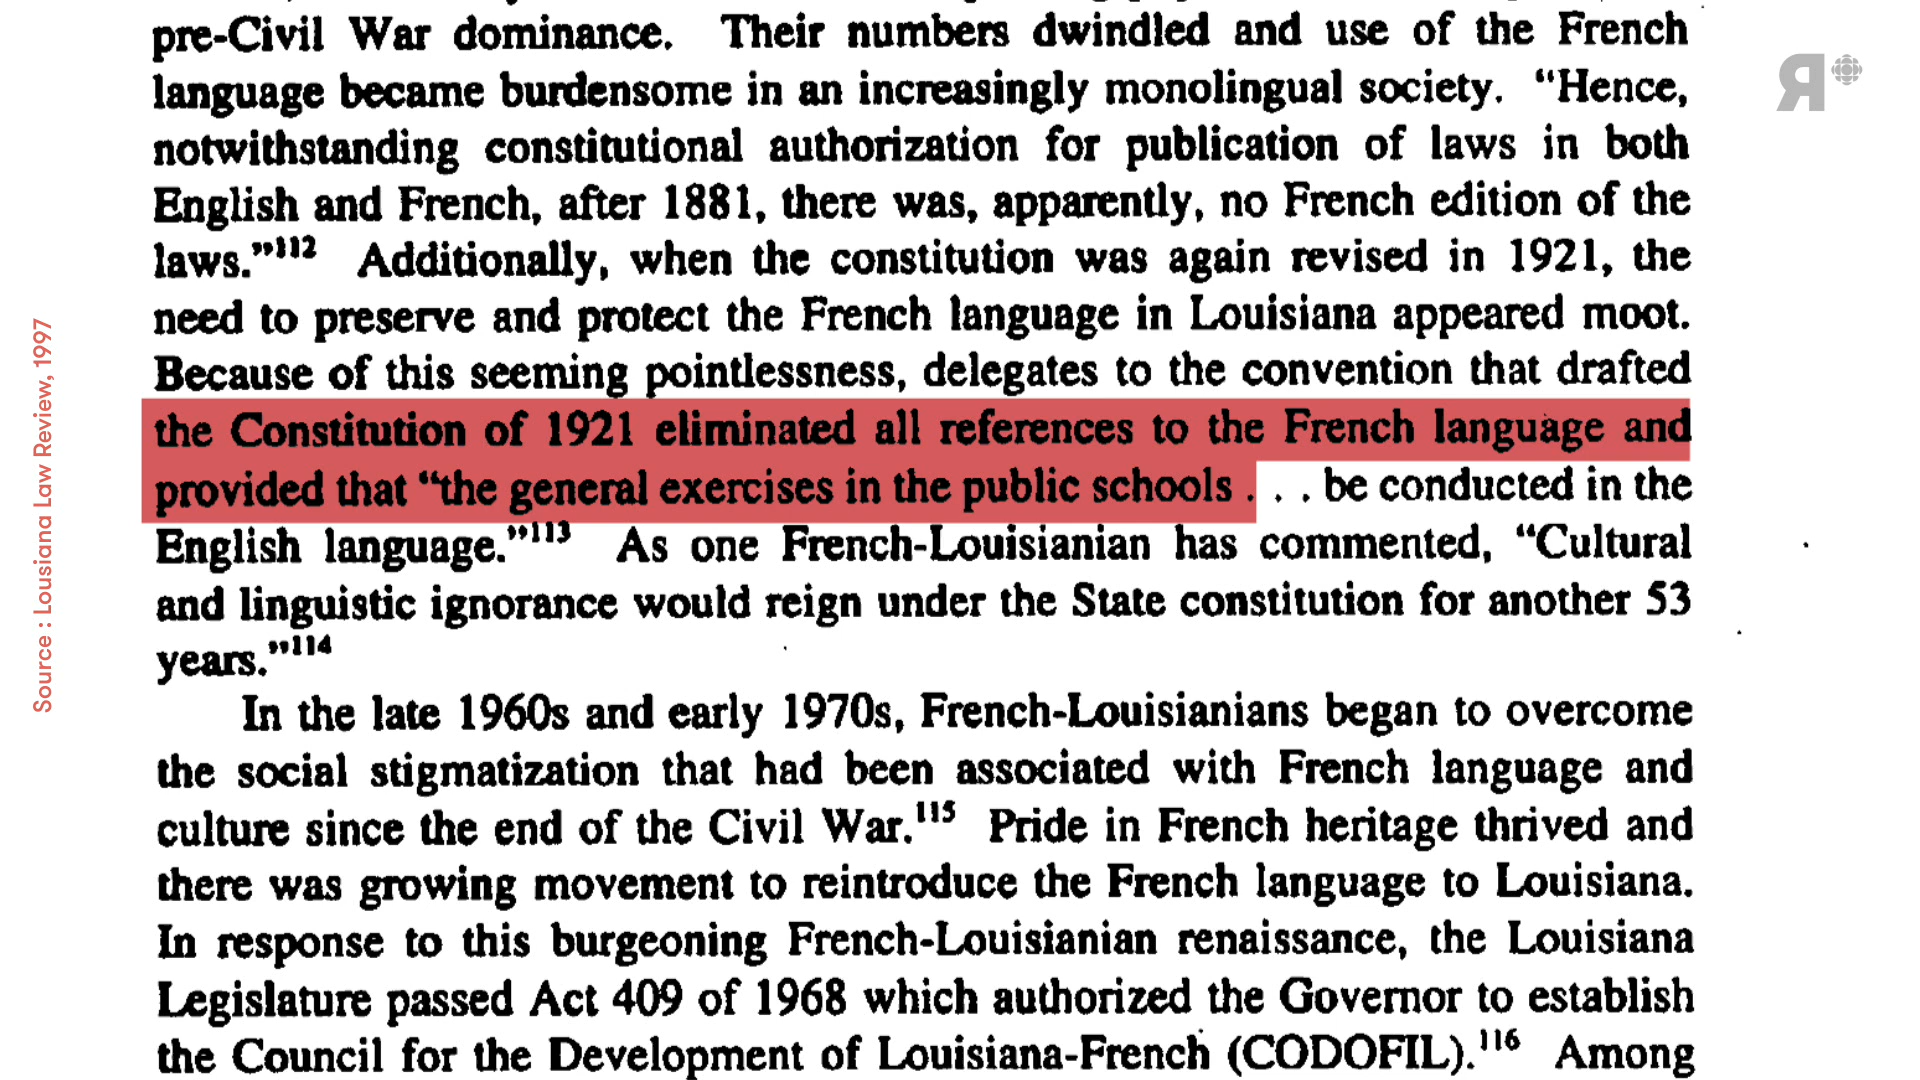 pre-Civil War dominance. Their numbers dwindled and use of the French
language became burdensome in an increasingly monolingual society. “Hence,
notwithstanding constitutional authorization for publication of laws in both
English and French, after 1881, there was, apparently, no French edition of the
laws.”112 Additionally, when the constitution was again revised in 1921, the
need to preserve and protect the French language in Louisiana appeared moot.
Because of this seeming pointlessness, delegates to the convention that drafted
the Constitution of 1921 eliminated all references to the French language and
provided that “the general exercises in the public schools . . . be conducted in the
English language.”113 As one French-Louisianian has commented, “Cultural
and linguistic ignorance would reign under the State constitution for another 53
years.”114
In the late 1960s and early 1970s, French-Louisianians began to overcome
the social stigmatization that had been associated with French language and
culture since the end of the Civil War.115 Pride in French heritage thrived and
there was growing movement to reintroduce the French language to Louisiana.
In response to this burgeoning French-Louisianian renaissance, the Louisiana
Legislature passed Act 409 of 1968 which authorized the Governor to establish
the Council for the Development of Louisiana-French (CODOFIL).116 Among
Source : Lousiana Law Review, 1997